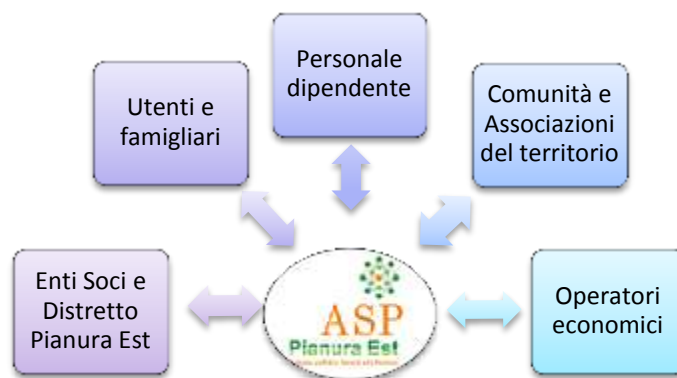 Personale
dipendente
Utenti e
famigliari
Comunità e
Associazioni
del territorio
Enti Soci e
Distretto
Pianura Est
ASP
Pianura Est
Operatori
economici